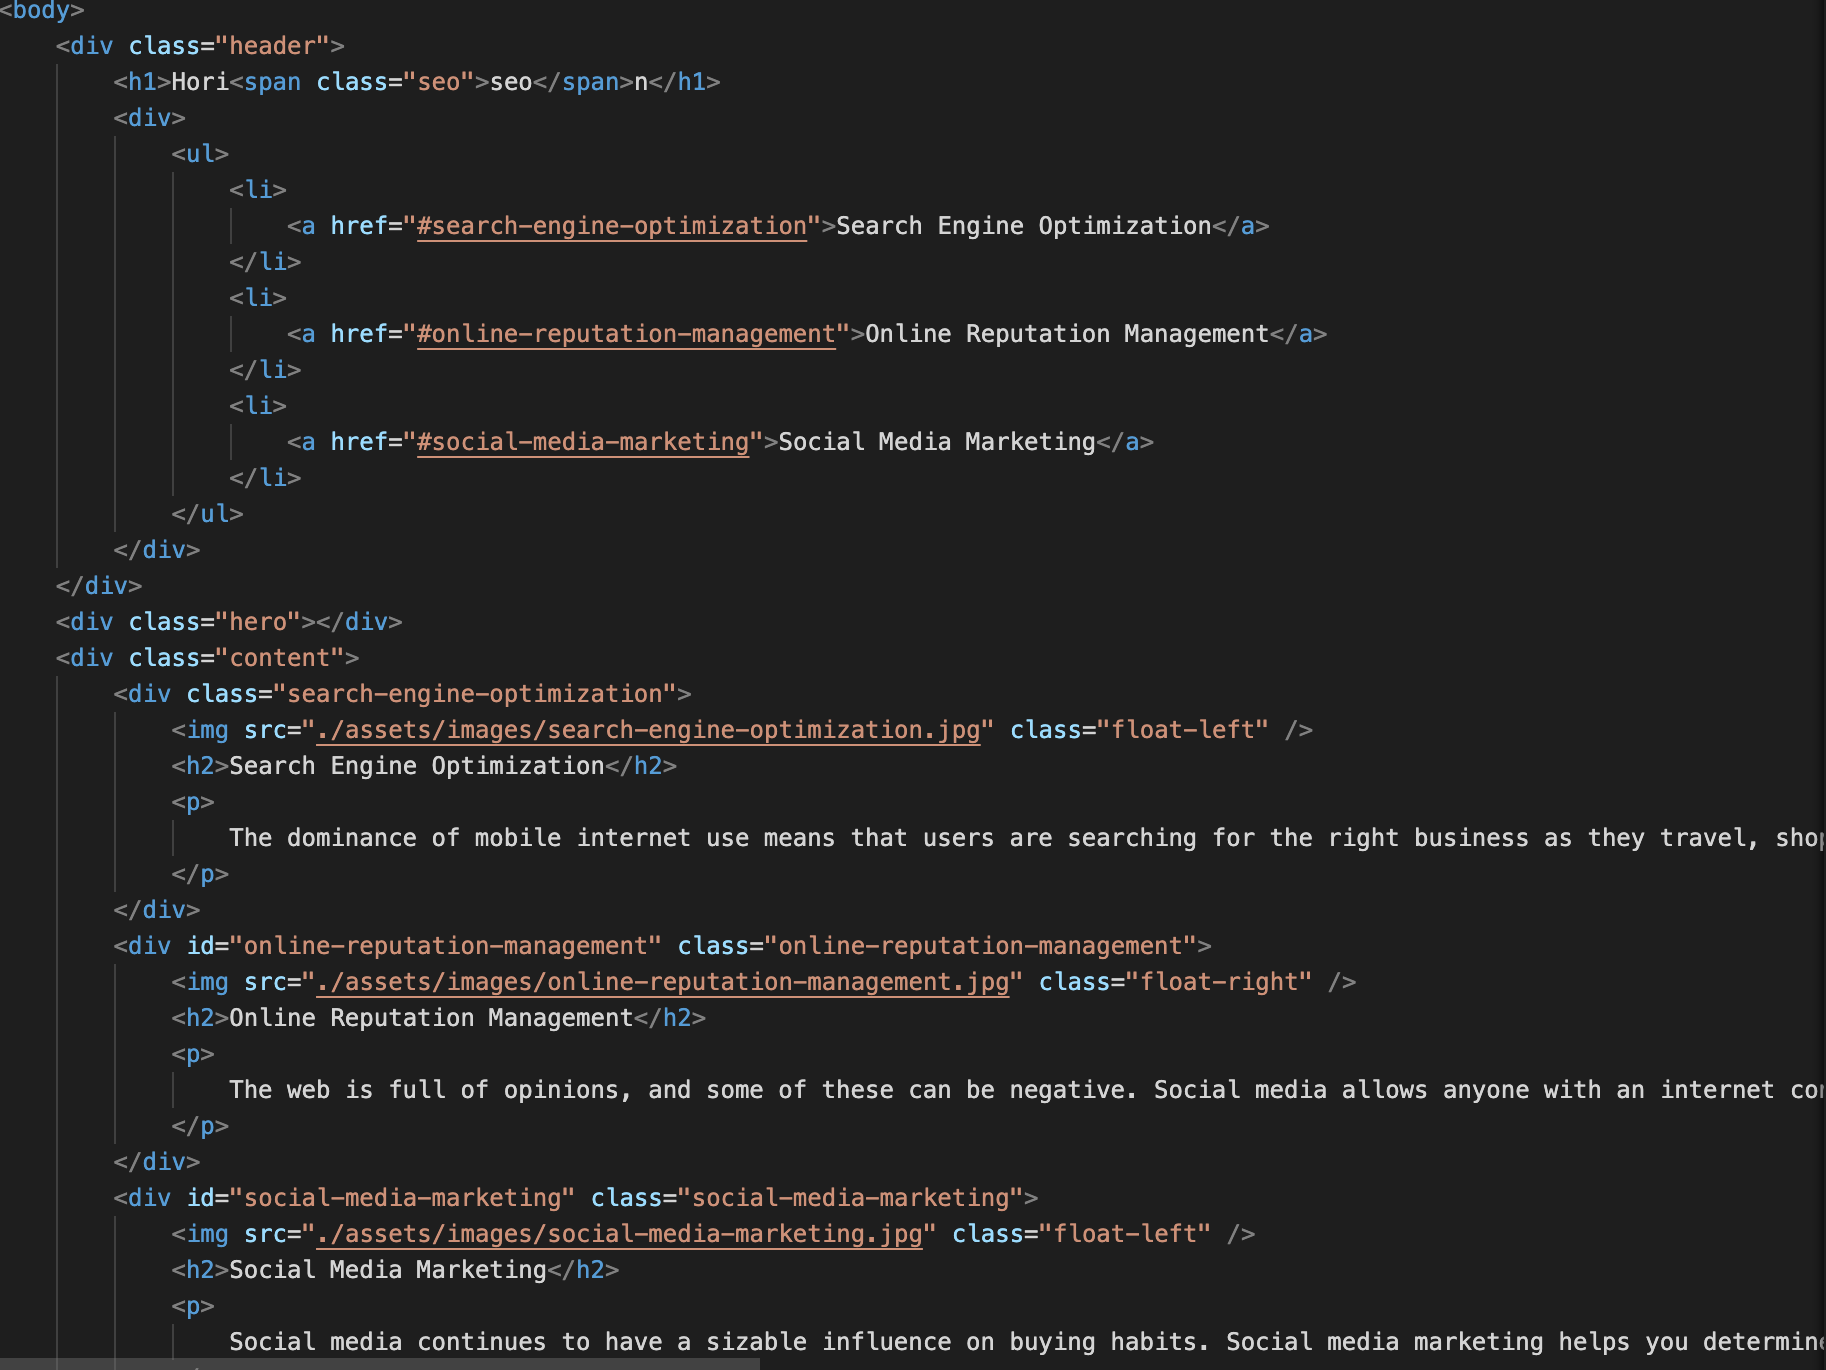 <body>
<div class="header">
<h1>Hori<span class="seo">seo</span>n</h1>
<div>
<ul>
<li>
<a href="#search-engine-optimization">Search Engine Optimization</a>
</li>
<li>
<a href="#online-reputation-management">Online Reputation Management</a>
</li>
<li>
<a href="#social-media-marketing">Social Media Marketing</a>
</li>
</ul>
</div>
</div>
<div class="hero"></div>
<div class="content">
<div class="search-engine-optimization">
<img src="./assets/images/search-engine-optimization.jpg" class="float-left" />
<h2>Search Engine Optimization</h2>
<p>
The dominance of mobile internet use means that users are searching for the right business as they travel,
</p>
</div>
<div id="online-reputation-management" class="online-reputation-management">
<img src="./assets/images/online-reputation-management.jpg" class="float-right" />
<h2>Online Reputation Management</h2>
<p>
The web is full of opinions, and some of these can be negative. Social media allows anyone with an internet
</p>
</div>
<div id="social-media-marketing" class="social-media-marketing">
<img src="./assets/images/social-media-marketing.jpg" class="float-left" />
<h2>Social Media Marketing</h2>
<p>
Social media continues to have a sizable influence on buying habits. Social media marketing helps you